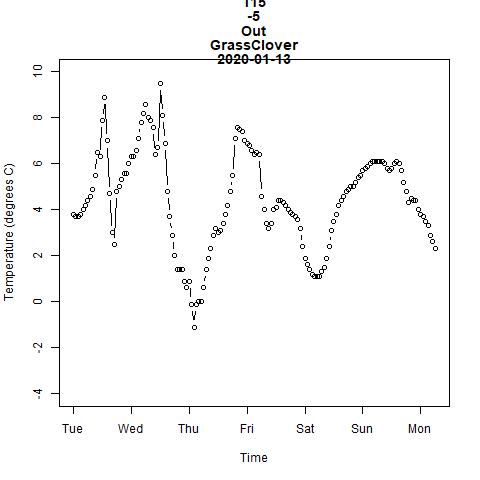 T15
-5
Out
GrassClover
2020-01-13
Temperature (degrees C)
10
8
6
4
2
0
-2
-4
Tue Wed Thu Fri Sat Sun Mon
Time